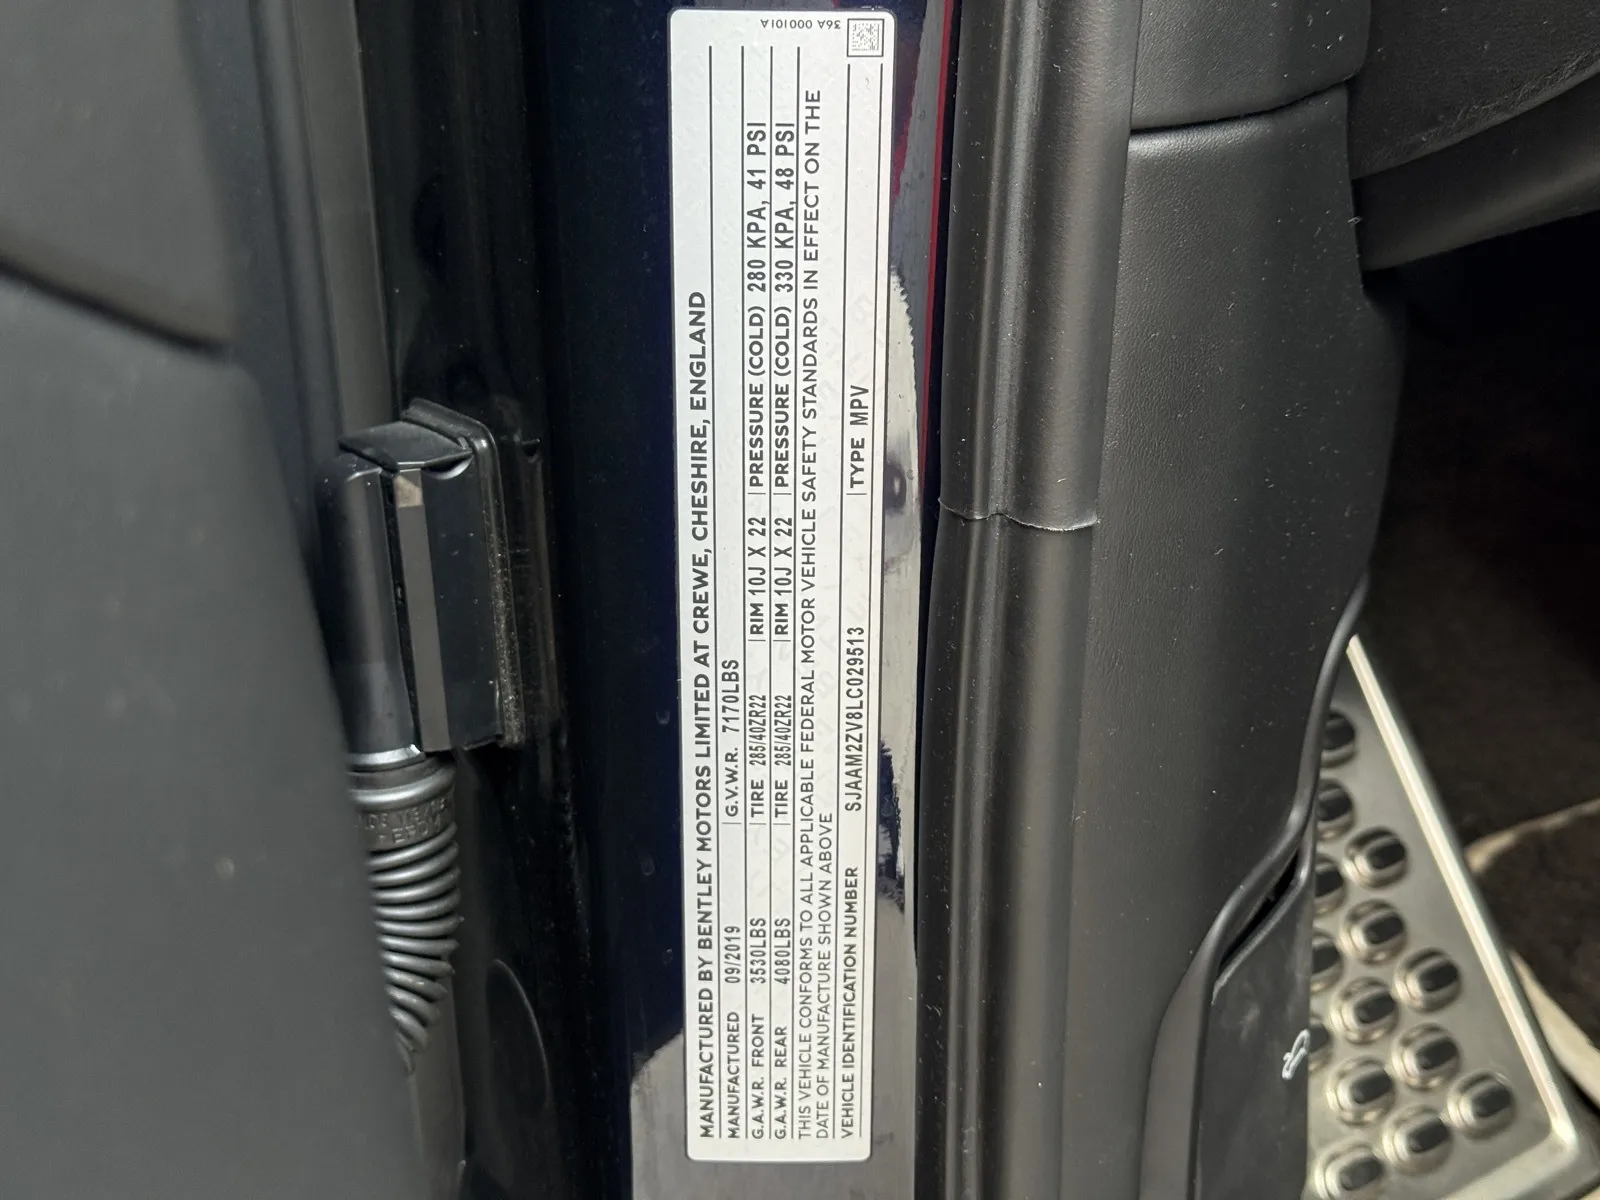 36A 000101A
MANUFACTURED BY BENTLEY MOTORS LIMITED AT CREWE, CHESHIRE, ENGLAND
MANUFACTURED 09/2019 G.V.W.R. 7170LBS
G.A.W.R. FRONT 3530LBS TIRE 285/40ZR22 RIM 10J X 22 PRESSURE (COLD) 280 KPA, 41 PSI
G.A.W.R. REAR 4080LBS TIRE 285/40ZR22 RIM 10J X 22 PRESSURE (COLD) 330 KPA, 48 PSI
THIS VEHICLE CONFORMS TO ALL APPLICABLE FEDERAL MOTOR VEHICLE SAFETY STANDARDS IN EFFECT ON THE
DATE OF MANUFACTURE SHOWN ABOVE
VEHICLE IDENTIFICATION NUMBER SJAAM2ZV8LC029513 TYPE MPV